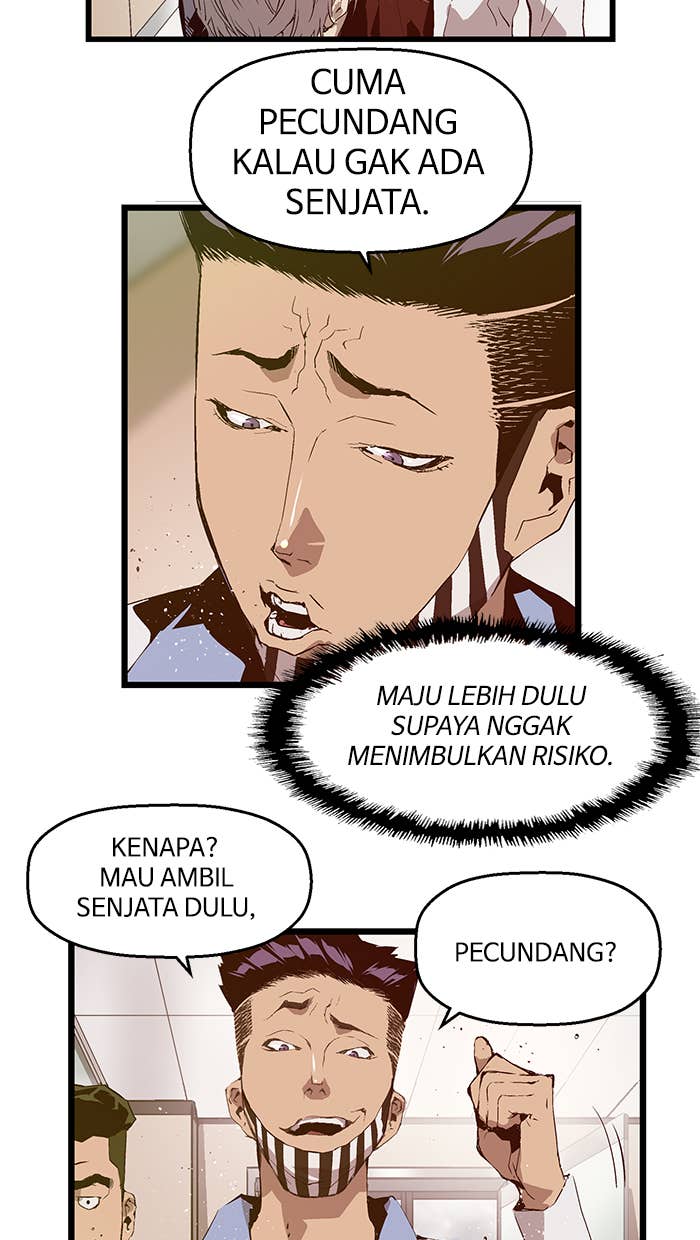 CUMA
PECUNDANG
KALAU GAK ADA
SENJATA.
MAJU LEBIH DULU
SUPAYA NGGAK
MENIMBULKAN RISIKO.
KENAPA?
MAU AMBIL
SENJATA DULU,
PECUNDANG?